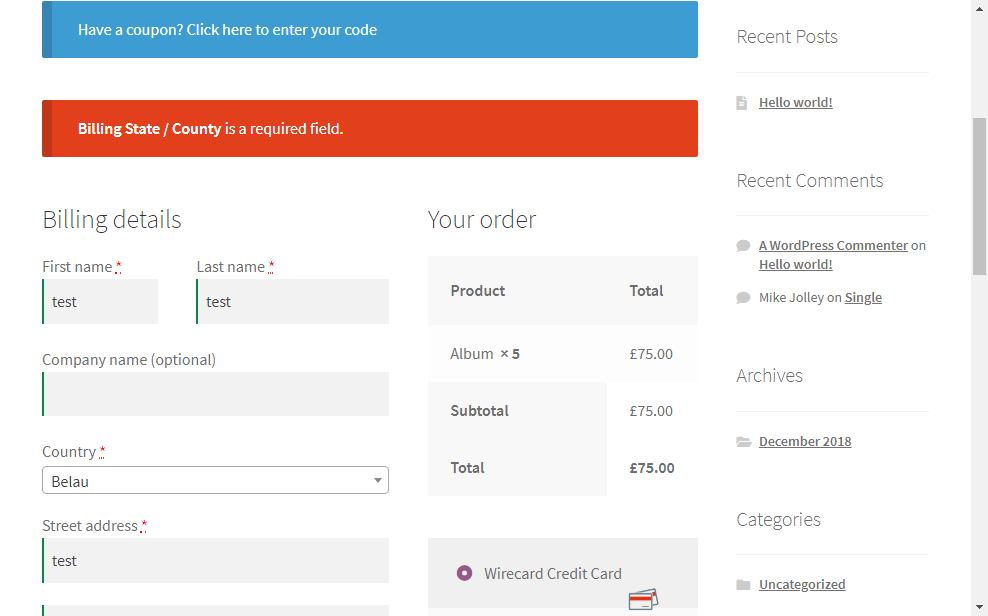 Have a coupon? Click here to enter your code
Billing State / County is a required field.
Billing details
First name *
Last name *
test
test
Company name (optional)
Country *
Belau
Street address *
test
Your order
Product Total
Album × 5 £75.00
Subtotal £75.00
Total £75.00
Wirecard Credit Card
Recent Posts
Hello world!
Recent Comments
A WordPress Commenter on
Hello world!
Mike Jolley on Single
Archives
December 2018
Categories
Uncategorized